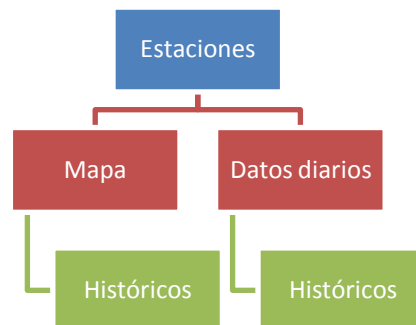 Estaciones
Mapa
Datos diarios
Históricos
Históricos